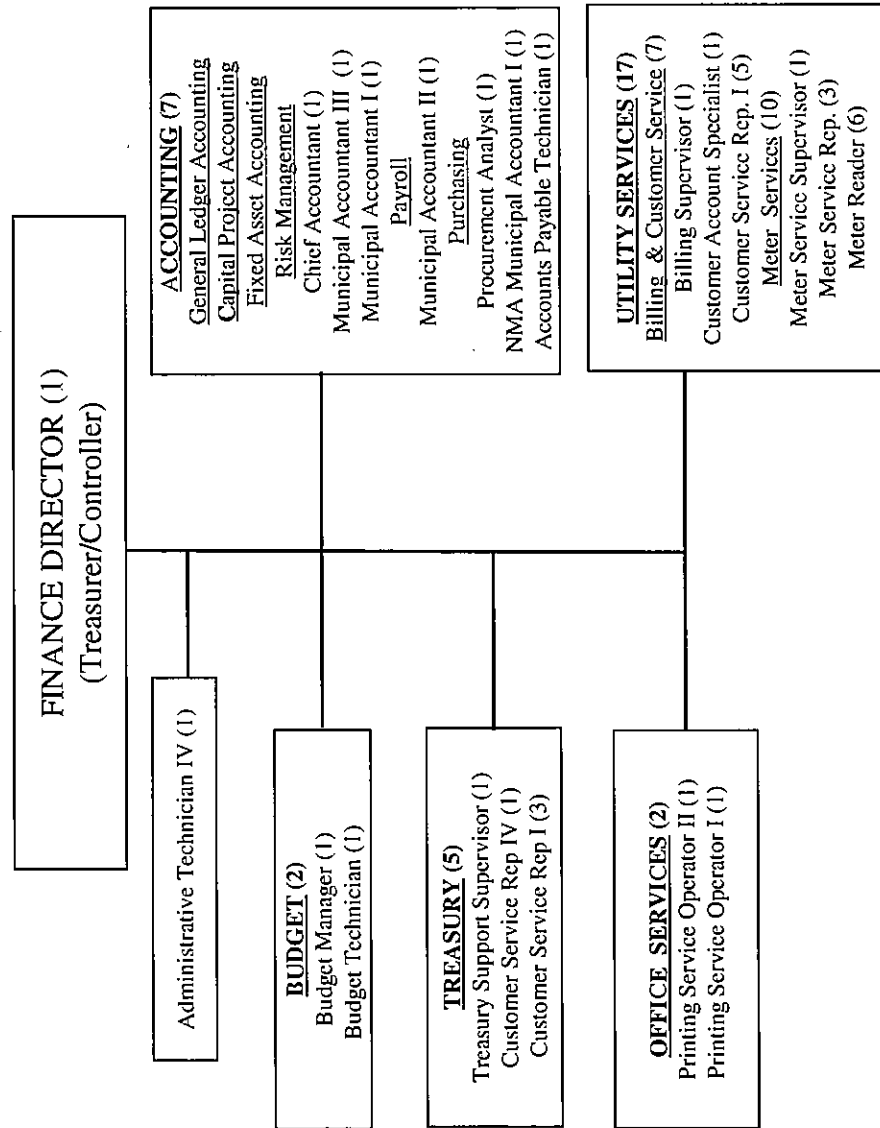 FINANCE DIRECTOR (1)
(Treasurer/Controller)
Administrative Technician IV (1)
BUDGET (2)
Budget Manager (1)
Budget Technician (1)
TREASURY (5)
Treasury Support Supervisor (1)
Customer Service Rep IV (1)
Customer Service Rep I (3)
OFFICE SERVICES (2)
Printing Service Operator II (1)
Printing Service Operator I (1)
ACCOUNTING (7)
General Ledger Accounting
Capital Project Accounting
Fixed Asset Accounting
Risk Management
Chief Accountant (1)
Municipal Accountant III (1)
Municipal Accountant I (1)
Payroll
Municipal Accountant II (1)
Purchasing
Procurement Analyst (1)
NMA Municipal Accountant I (1)
Accounts Payable Technician (1)
UTILITY SERVICES (17)
Billing & Customer Service (7)
Billing Supervisor (1)
Customer Account Specialist (1)
Customer Service Rep. I (5)
Meter Services (10)
Meter Service Supervisor (1)
Meter Service Rep. (3)
Meter Reader (6)